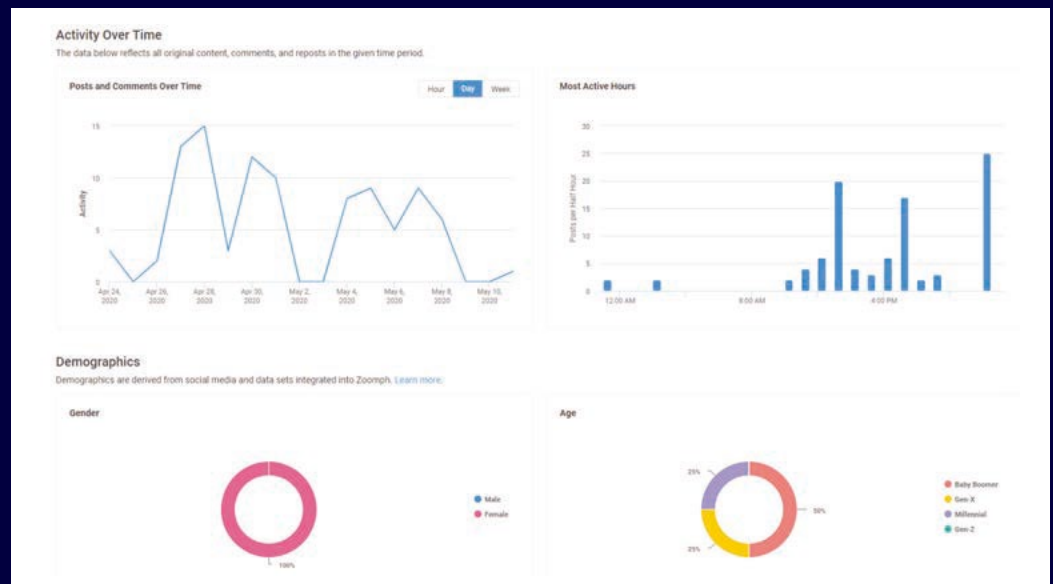 Activity Over Time
The data below reflects all original content, comments, and reposts in the given time period.
Posts and Comments Over Time
Hour Day Week
Activity
15
10
5
0
Apr 24, 2020
Apr 26, 2020
Apr 28, 2020
Apr 30, 2020
May 2, 2020
May 4, 2020
May 6, 2020
May 8, 2020
May 10, 2020
Most Active Hours
Posts per Half Hour
30
25
20
15
10
5
0
12:00 AM
8:00 AM
4:00 PM
Demographics
Demographics are derived from social media and data sets integrated into Zoomph. Learn more.
Gender
100%
Male
Female
Age
25%
50%
25%
Baby Boomer
Gen-X
Millennial
Gen-Z